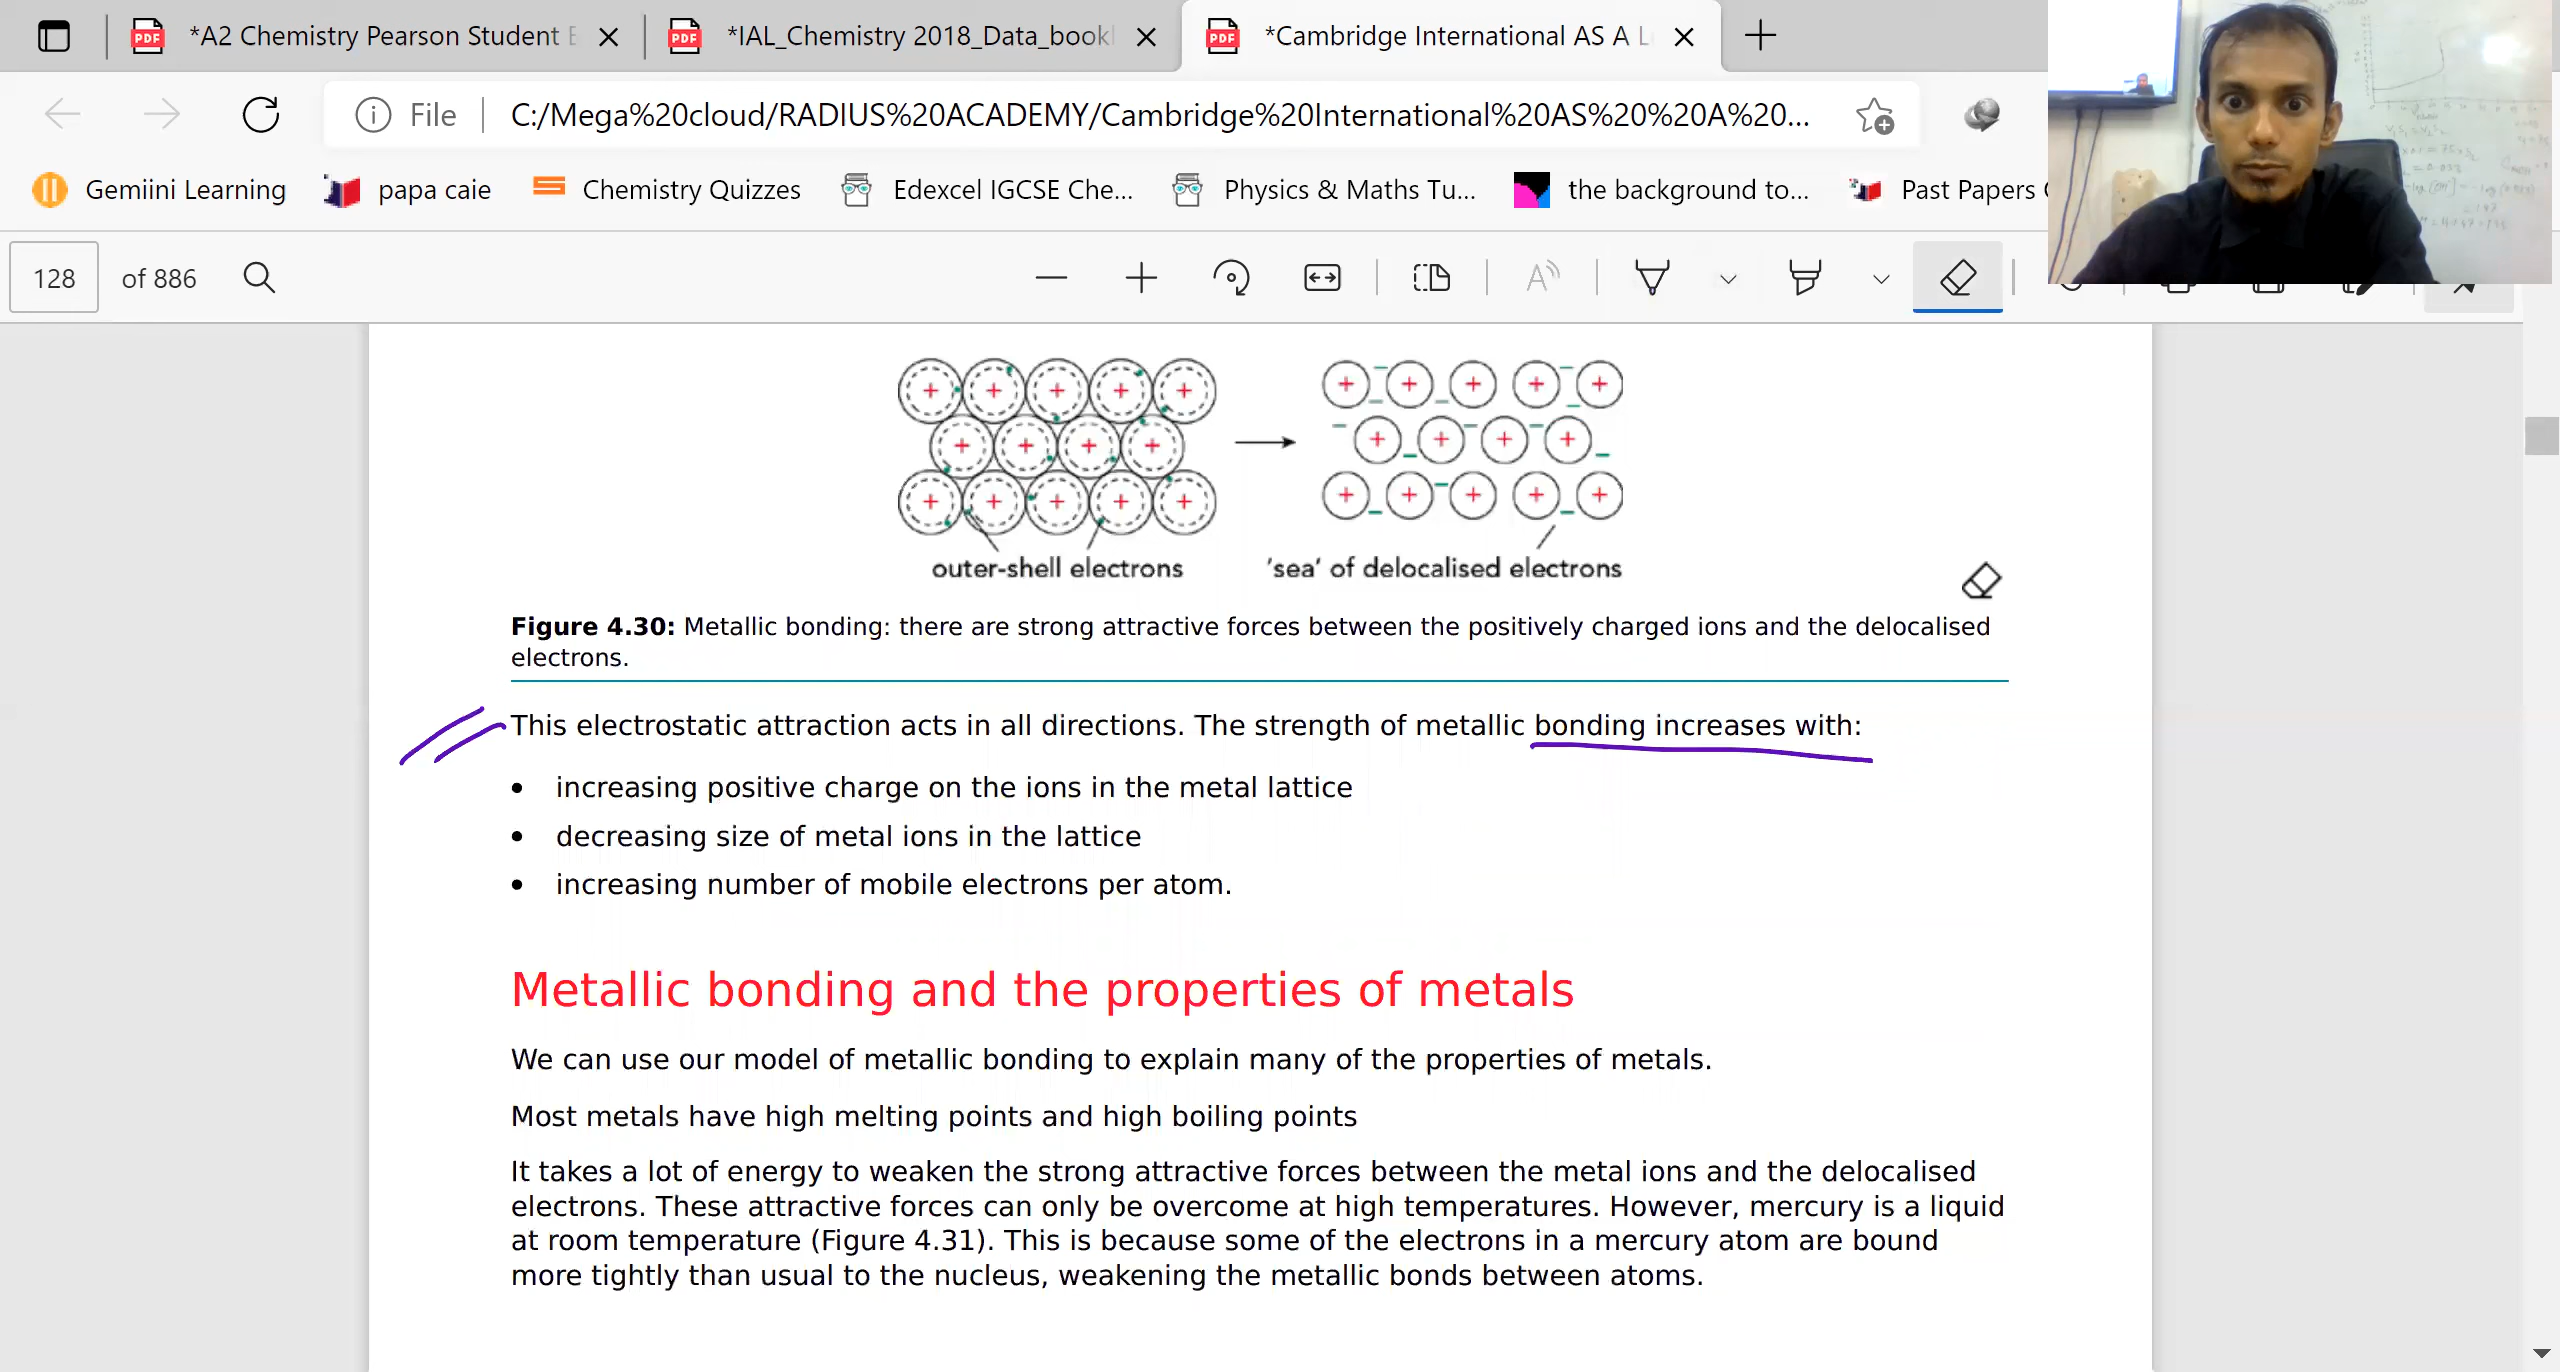 *A2 Chemistry Pearson Student
*IAL_Chemistry 2018_Data_book
*Cambridge International AS A L
File
C:/Mega%20cloud/RADIUS%20ACADEMY/Cambridge%20International%20AS%20%20A%20...
Gemiini Learning
papa caie
Chemistry Quizzes
Edexcel IGCSE Che...
Physics & Maths Tu...
the background to...
Past Papers
128 of 886
+ + + + +
+ + + +
+ + + + +
+ + + + +
+ + + +
+ + + + +
outer-shell electrons
'sea' of delocalised electrons
Figure 4.30: Metallic bonding: there are strong attractive forces between the positively charged ions and the delocalised
electrons.
This electrostatic attraction acts in all directions. The strength of metallic bonding increases with:
• increasing positive charge on the ions in the metal lattice
• decreasing size of metal ions in the lattice
• increasing number of mobile electrons per atom.
Metallic bonding and the properties of metals
We can use our model of metallic bonding to explain many of the properties of metals.
Most metals have high melting points and high boiling points
It takes a lot of energy to weaken the strong attractive forces between the metal ions and the delocalised
electrons. These attractive forces can only be overcome at high temperatures. However, mercury is a liquid
at room temperature (Figure 4.31). This is because some of the electrons in a mercury atom are bound
more tightly than usual to the nucleus, weakening the metallic bonds between atoms.